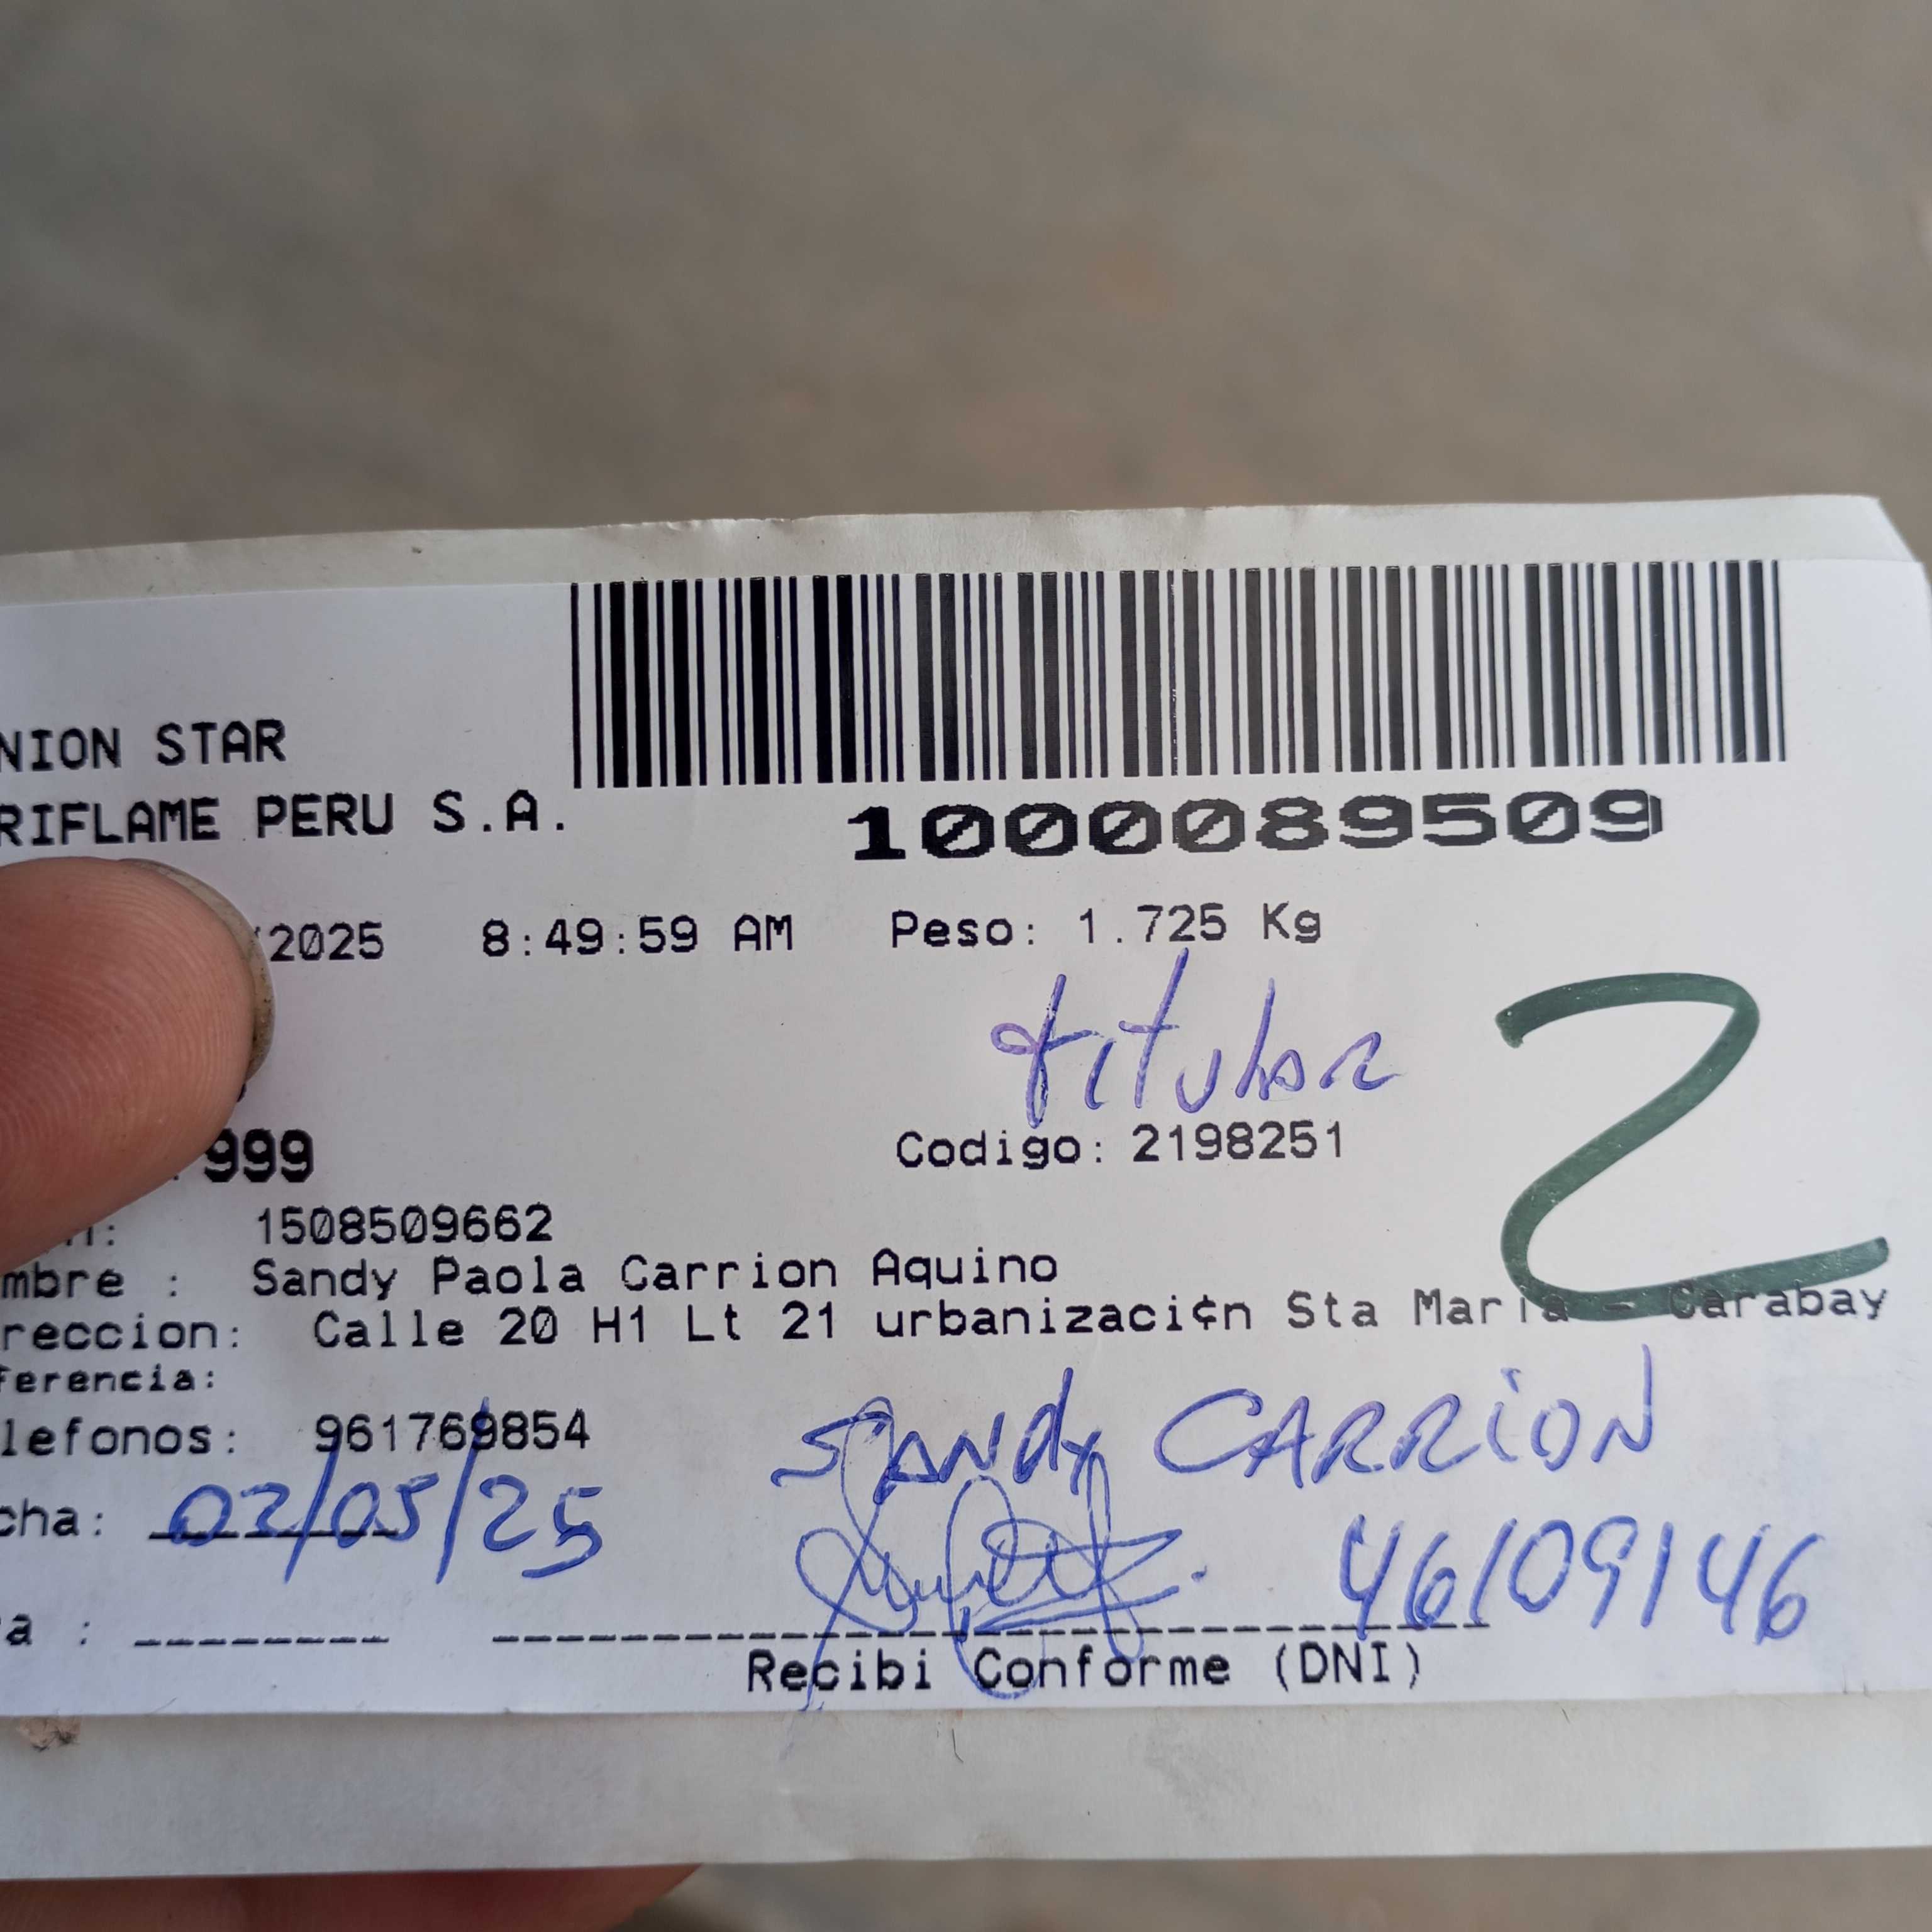 NION STAR
RIFLAME PERU S.A.
1000089509
2025 8:49:59 AM Peso: 1.725 Kg
titular
2
999 Codigo: 2198251
1508509662
mbre : Sandy Paola Carrion Aquino
reccion: Calle 20 H1 Lt 21 urbanizaci¢n Sta Maria - Carabay
ferencia:
lefonos: 961769854
SANDY CARRION
cha: 02/05/25
46109146
a :
Recibi Conforme (DNI)